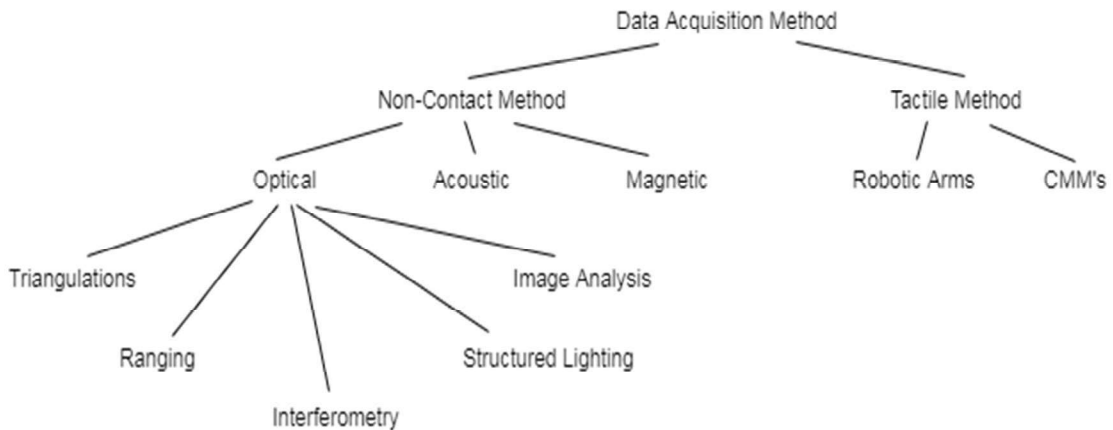 Data Acquisition Method
Non-Contact Method
Tactile Method
Optical
Acoustic
Magnetic
Robotic Arms
CMM's
Triangulations
Image Analysis
Ranging
Structured Lighting
Interferometry